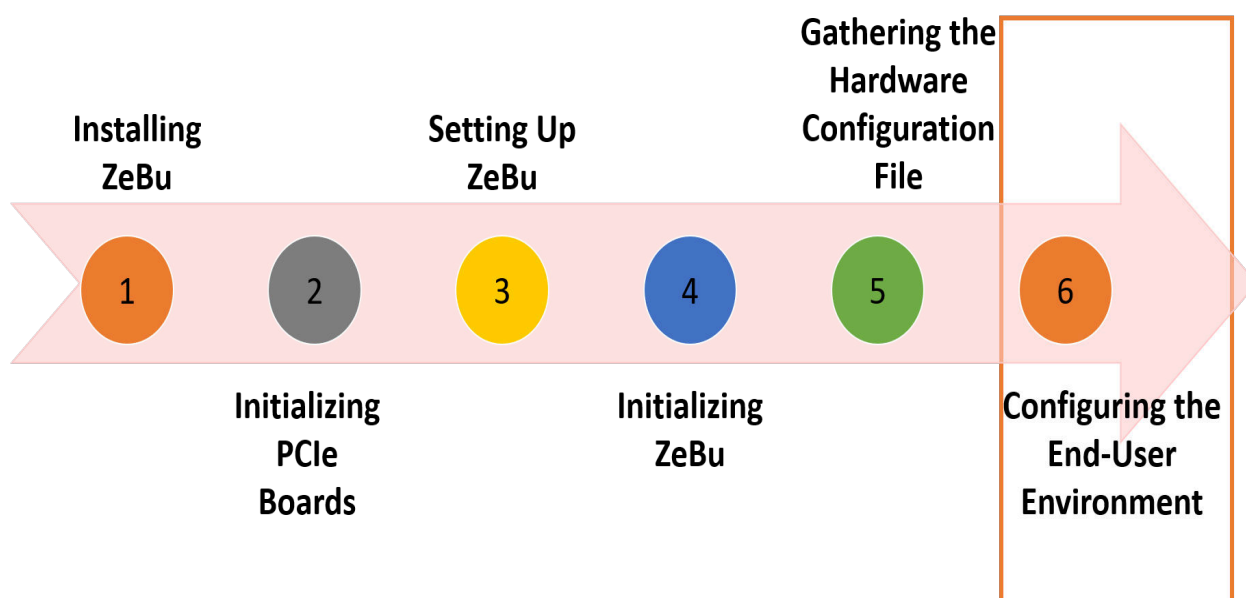 Installing
ZeBu
1
Initializing
PCIe
Boards
2
Setting Up
ZeBu
3
Initializing
ZeBu
4
Gathering the
Hardware
Configuration
File
5
6
Configuring the
End-User
Environment